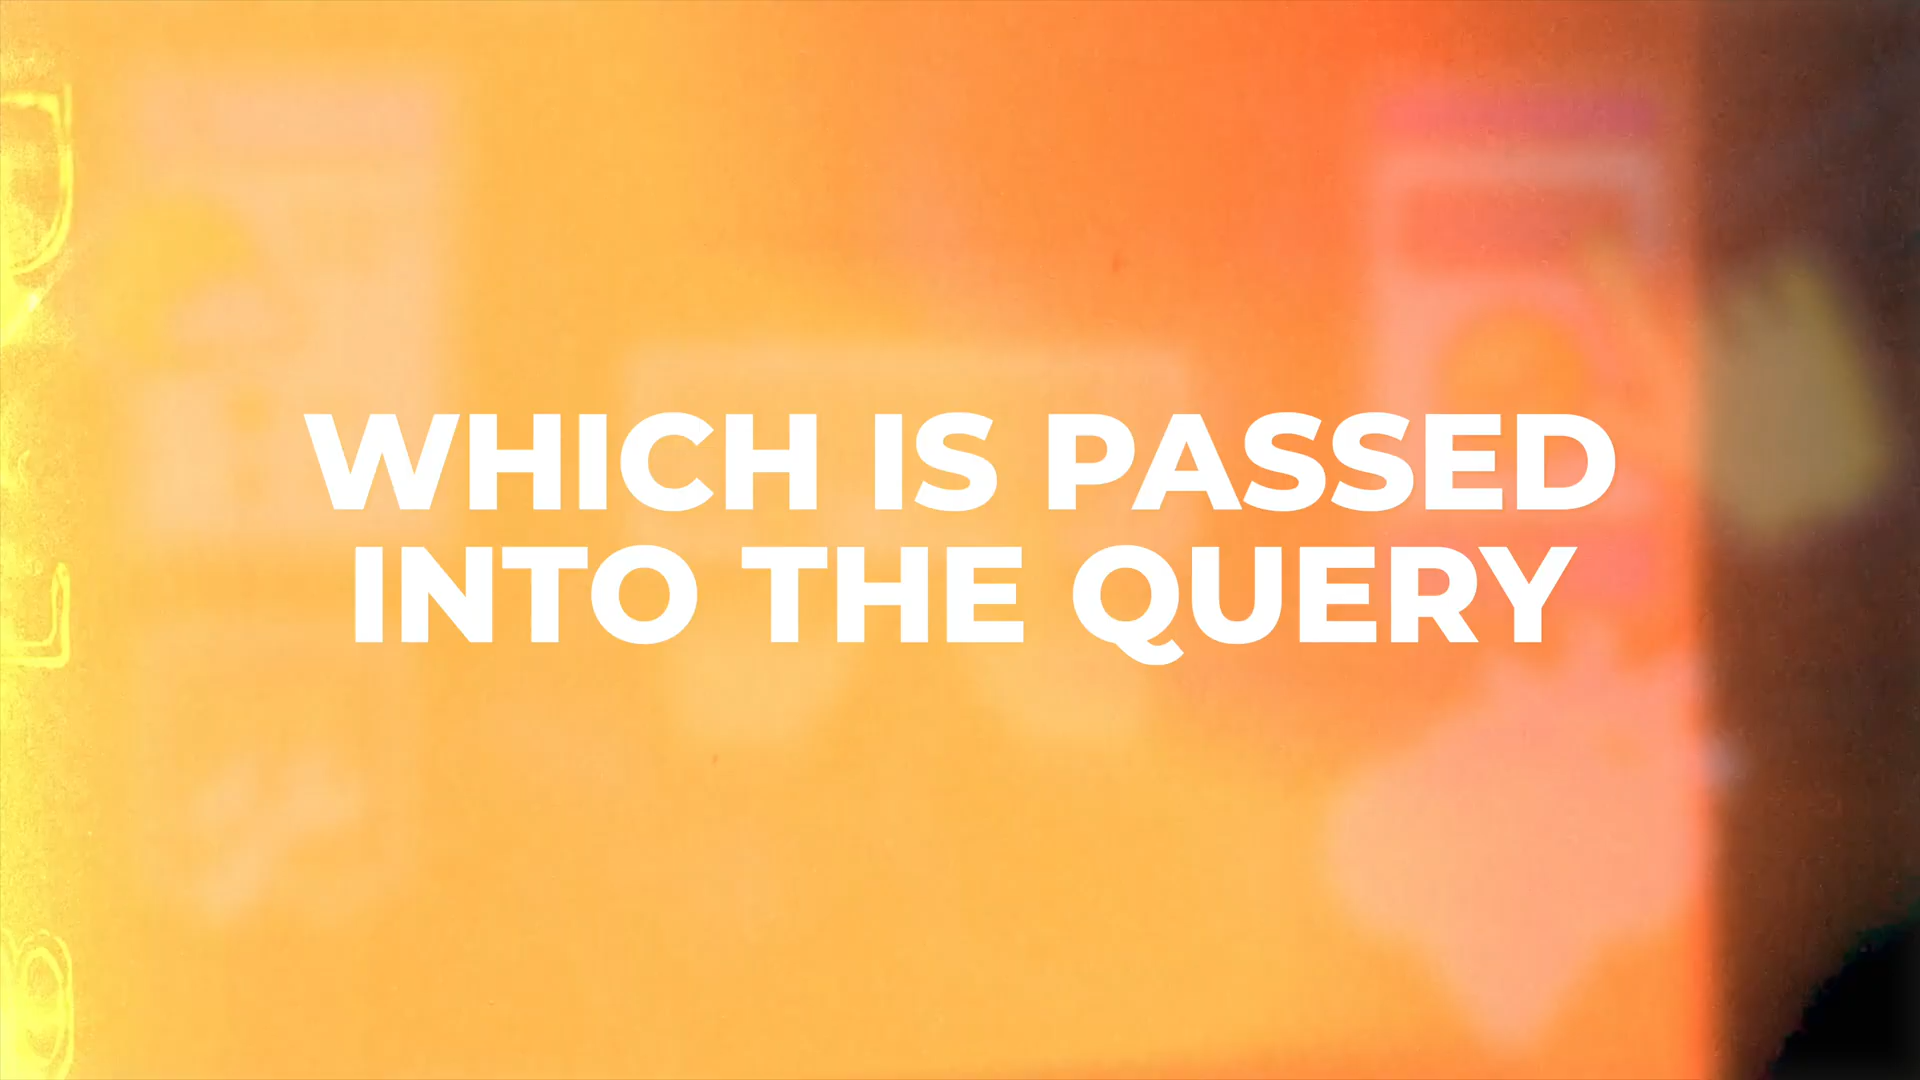 WHICH IS PASSED
INTO THE QUERY